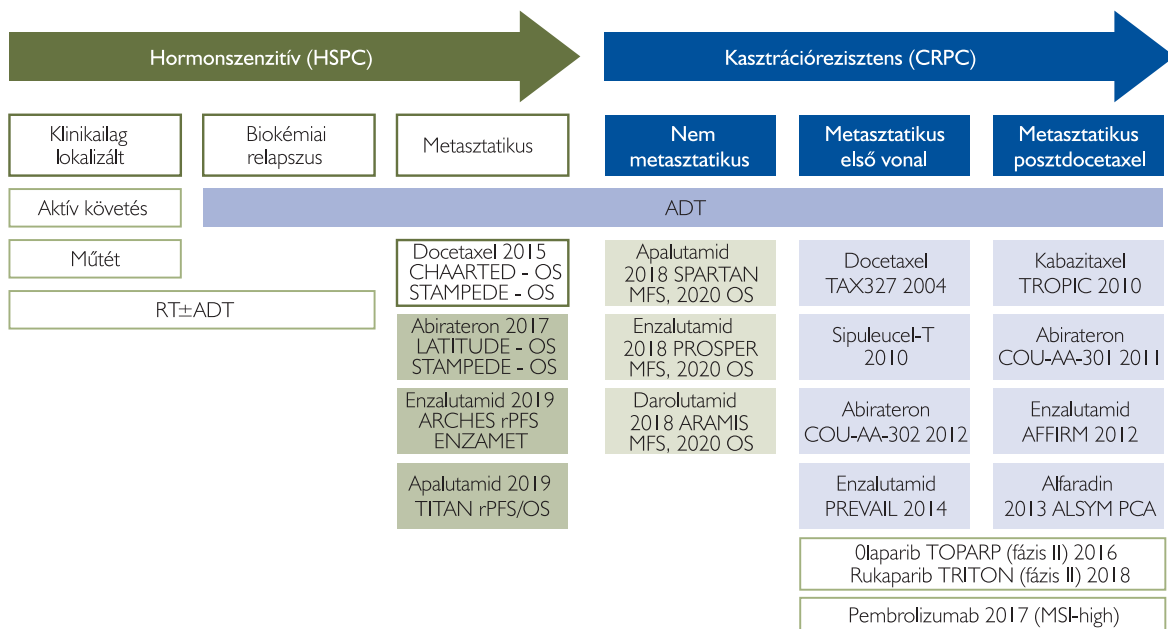 Hormonszenzitív (HSPC)
Kasztrációrezisztens (CRPC)
Klinikailag
lokalizált
Biokémiai
relapszus
Metasztatikus
Nem
metasztatikus
Metasztatikus
első vonal
Metasztatikus
posztdocetaxel
Aktív követés
ADT
Műtét
RT±ADT
Docetaxel 2015
CHAARTED - OS
STAMPEDE - OS
Abirateron 2017
LATITUDE - OS
STAMPEDE - OS
Enzalutamid 2019
ARCHES rPFS
ENZAMET
Apalutamid 2019
TITAN rPFS/OS
Apalutamid
2018 SPARTAN
MFS, 2020 OS
Enzalutamid
2018 PROSPER
MFS, 2020 OS
Darolutamid
2018 ARAMIS
MFS, 2020 OS
Docetaxel
TAX327 2004
Sipuleucel-T
2010
Abirateron
COU-AA-302 2012
Enzalutamid
PREVAIL 2014
Kabazitaxel
TROPIC 2010
Abirateron
COU-AA-301 2011
Enzalutamid
AFFIRM 2012
Alfaradin
2013 ALSYM PCA
0laparib TOPARP (fázis II) 2016
Rukaparib TRITON (fázis II) 2018
Pembrolizumab 2017 (MSI-high)